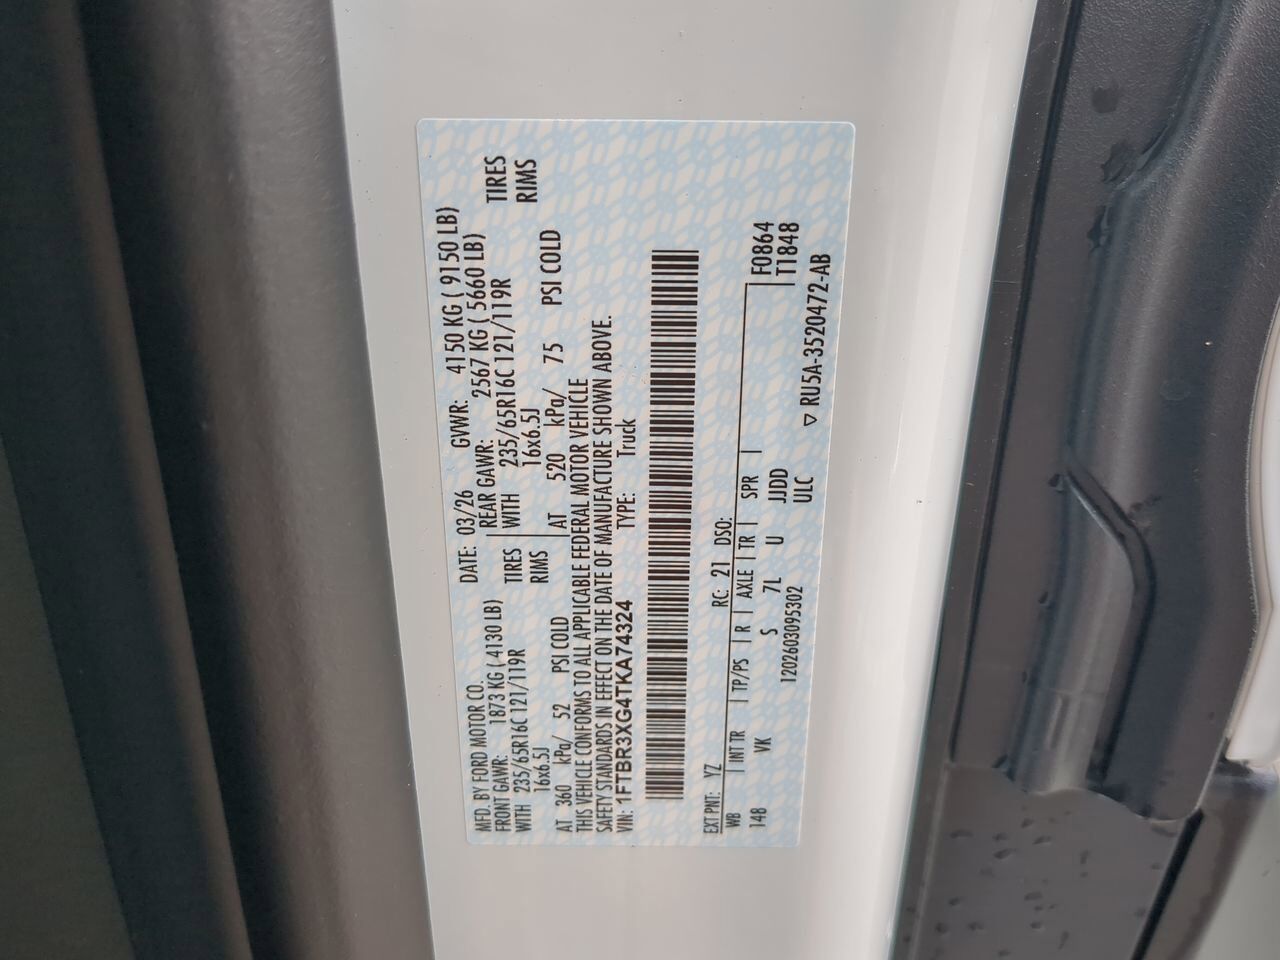 MFD. BY FORD MOTOR CO.
DATE: 03/26 GVWR: 4150 KG ( 9150 LB)
FRONT GAWR: 1873 KG ( 4130 LB) REAR GAWR: 2567 KG ( 5660 LB)
WITH 235/65R16C 121/119R TIRES WITH 235/65R16C 121/119R TIRES
16x6.5J RIMS 16x6.5J RIMS
AT 360 kPa/ 52 PSI COLD AT 520 kPa/ 75 PSI COLD
THIS VEHICLE CONFORMS TO ALL APPLICABLE FEDERAL MOTOR VEHICLE
SAFETY STANDARDS IN EFFECT ON THE DATE OF MANUFACTURE SHOWN ABOVE.
VIN: 1FTBR3XG4TKA74324 TYPE: Truck
EXT PNT: YZ RC: 21 DSO:
WB INT TR TP/PS R AXLE TR SPR F0864
148 VK S 7L U JJDD T1848
1202603095302 ULC
▽ RU5A-3520472-AB